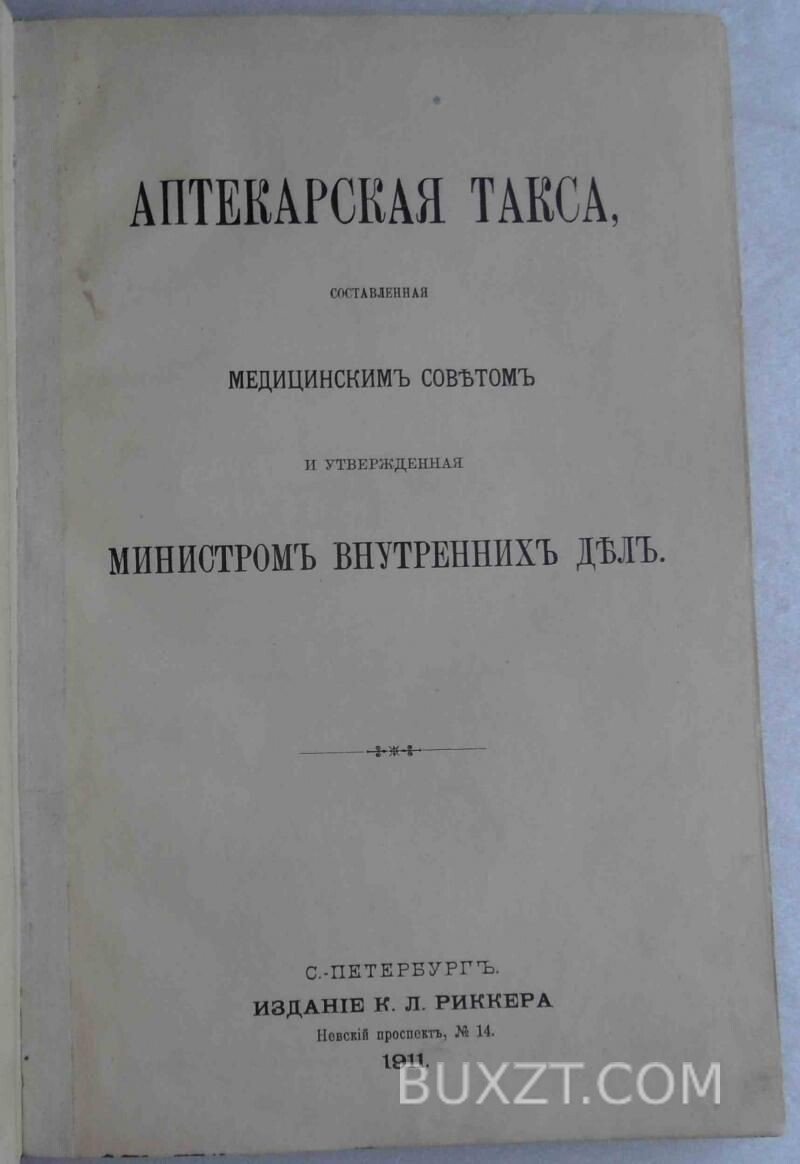 АПТЕКАРСКАЯ ТАКСА,
СОСТАВЛЕННАЯ
МЕДИЦИНСКИМЪ СОВѢТОМЪ
И УТВЕРЖДЕННАЯ
МИНИСТРОМЪ ВНУТРЕННИХЪ ДѢЛЪ.
С.-ПЕТЕРБУРГЪ.
ИЗДАНІЕ К. Л. РИККЕРА
Невскій проспектъ, № 14.
1911.
BUXZT.COM